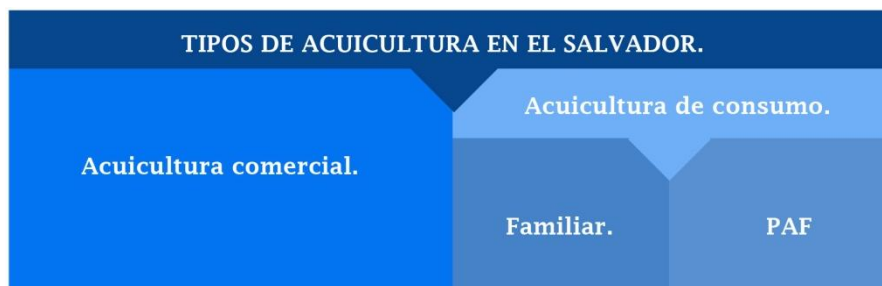 TIPOS DE ACUICULTURA EN EL SALVADOR.
Acuicultura comercial.
Acuicultura de consumo.
Familiar.
PAF